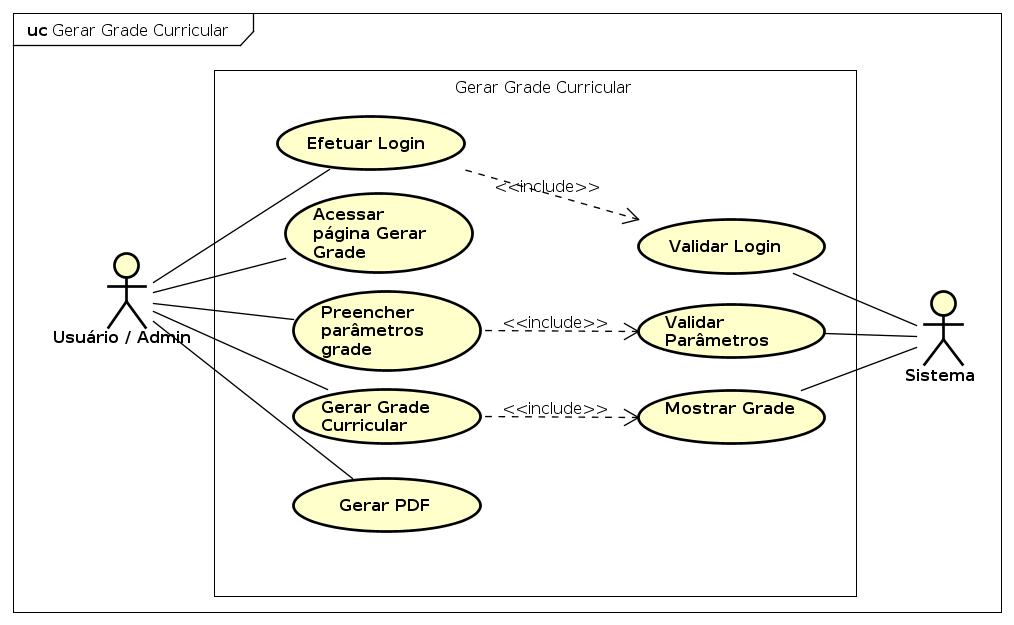 uc Gerar Grade Curricular
Gerar Grade Curricular
Efetuar Login
<<include>>
Acessar
página Gerar
Grade
Validar Login
Preencher
parâmetros
grade
<<include>>
Validar
Parâmetros
Usuário / Admin
Sistema
Gerar Grade
Curricular
<<include>>
Mostrar Grade
Gerar PDF